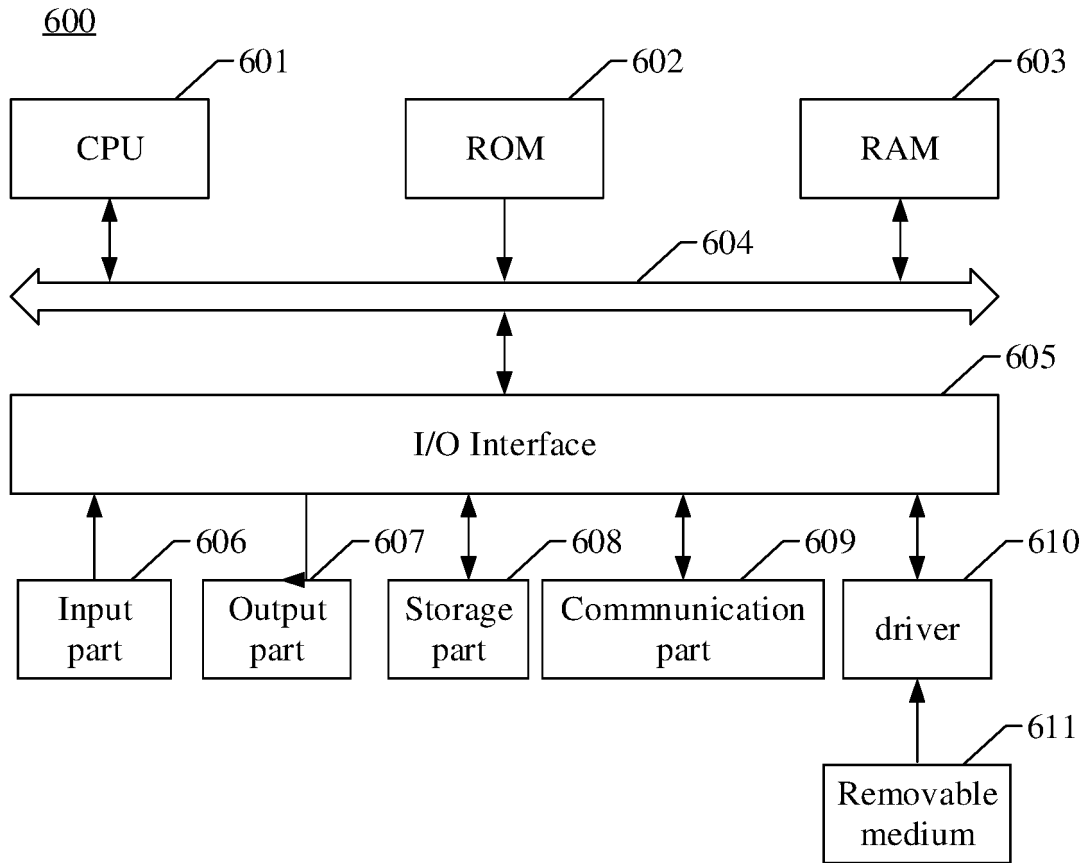 600
601
602
603
CPU
ROM
RAM
604
605
I/O Interface
606
607
608
609
610
Input
part
Output
part
Storage
part
Commnunication
part
driver
611
Removable
medium